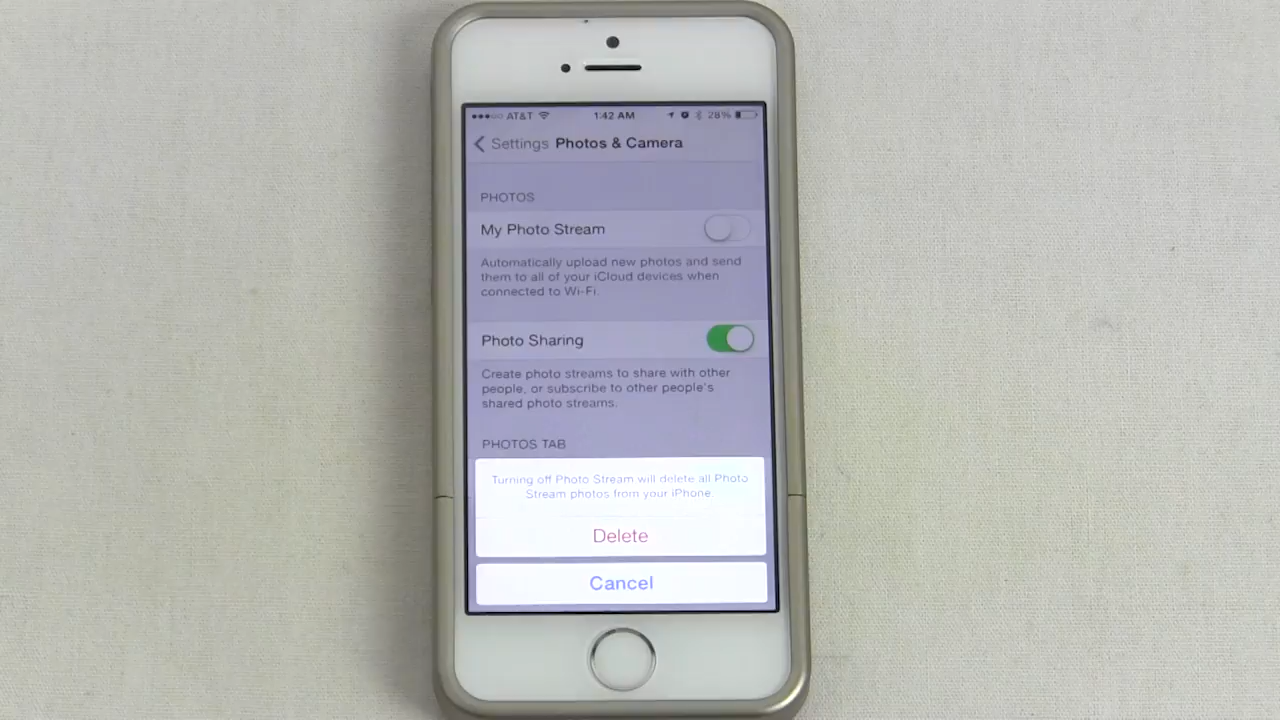 AT&T 1:42 AM 28%
Settings Photos & Camera
PHOTOS
My Photo Stream
Automatically upload new photos and send
them to all of your iCloud devices when
connected to Wi-Fi.
Photo Sharing
Create photo streams to share with other
people, or subscribe to other people's
shared photo streams.
PHOTOS TAB
Turning off Photo Stream will delete all Photo
Stream photos from your iPhone.
Delete
Cancel